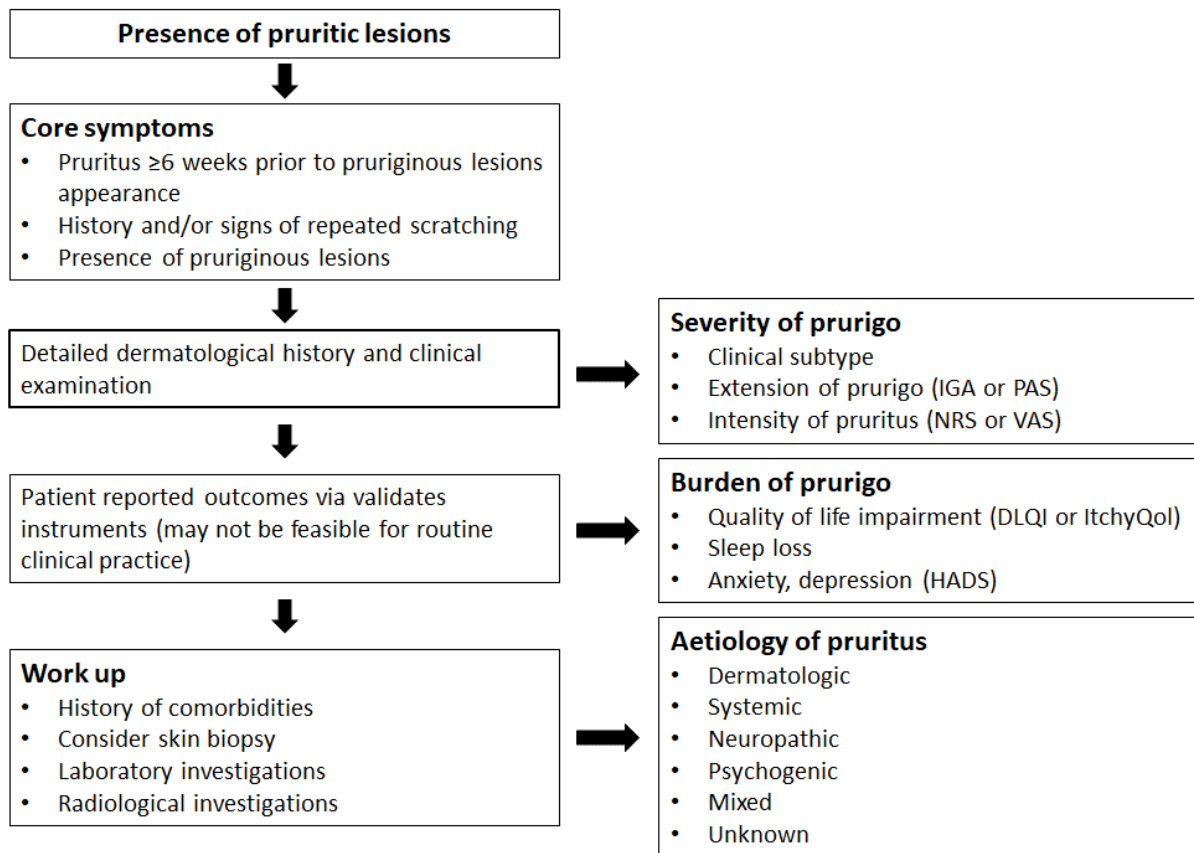 Presence of pruritic lesions
Core symptoms
• Pruritus ≥6 weeks prior to pruriginous lesions
appearance
• History and/or signs of repeated scratching
• Presence of pruriginous lesions
Detailed dermatological history and clinical
examination
Severity of prurigo
• Clinical subtype
• Extension of prurigo (IGA or PAS)
• Intensity of pruritus (NRS or VAS)
Patient reported outcomes via validates
instruments (may not be feasible for routine
clinical practice)
Burden of prurigo
• Quality of life impairment (DLQI or ItchyQol)
• Sleep loss
• Anxiety, depression (HADS)
Work up
• History of comorbidities
• Consider skin biopsy
• Laboratory investigations
• Radiological investigations
Aetiology of pruritus
• Dermatologic
• Systemic
• Neuropathic
• Psychogenic
• Mixed
• Unknown